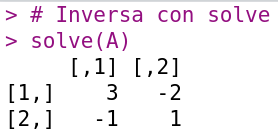 > # Inversa con solve
> solve(A)
     [,1] [,2]
[1,]    3   -2
[2,]   -1    1